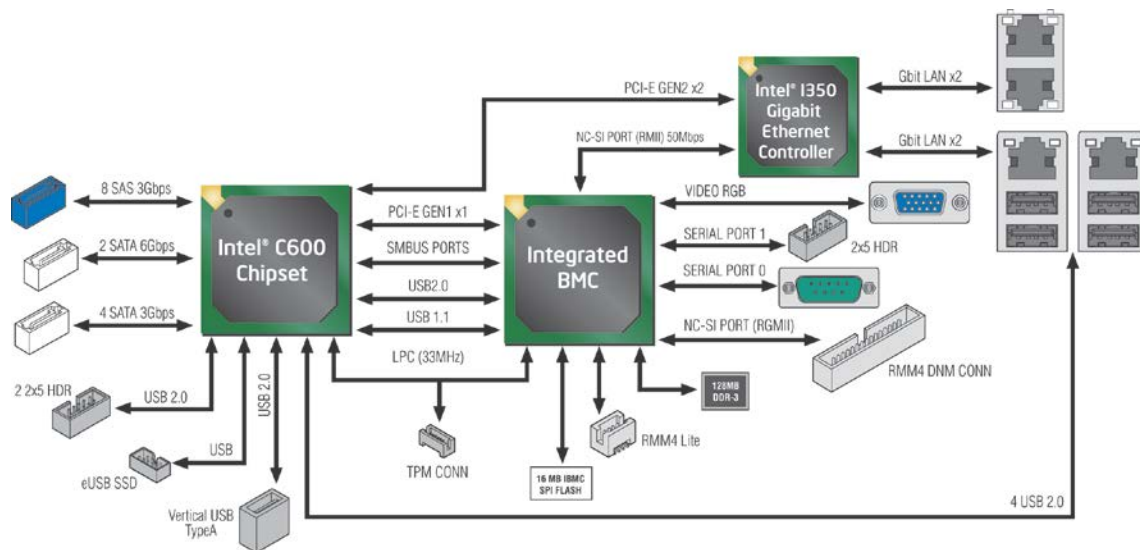 PCI-E GEN2 x2
Intel® I350
Gigabit
Ethernet
Controller
Gbit LAN x2
NC-SI PORT (RMII) 50Mbps
Gbit LAN x2
8 SAS 3Gbps
2 SATA 6Gbps
4 SATA 3Gbps
Intel® C600
Chipset
PCI-E GEN1 x1
SMBUS PORTS
USB2.0
USB 1.1
LPC (33MHz)
Integrated
BMC
VIDEO RGB
SERIAL PORT 1
2x5 HDR
SERIAL PORT 0
NC-SI PORT (RGMII)
RMM4 DNM CONN
2 2x5 HDR
USB 2.0
USB
eUSB SSD
USB 2.0
Vertical USB
TypeA
TPM CONN
16 MB IBMC
SPI FLASH
RMM4 Lite
128MB
DDR-3
4 USB 2.0